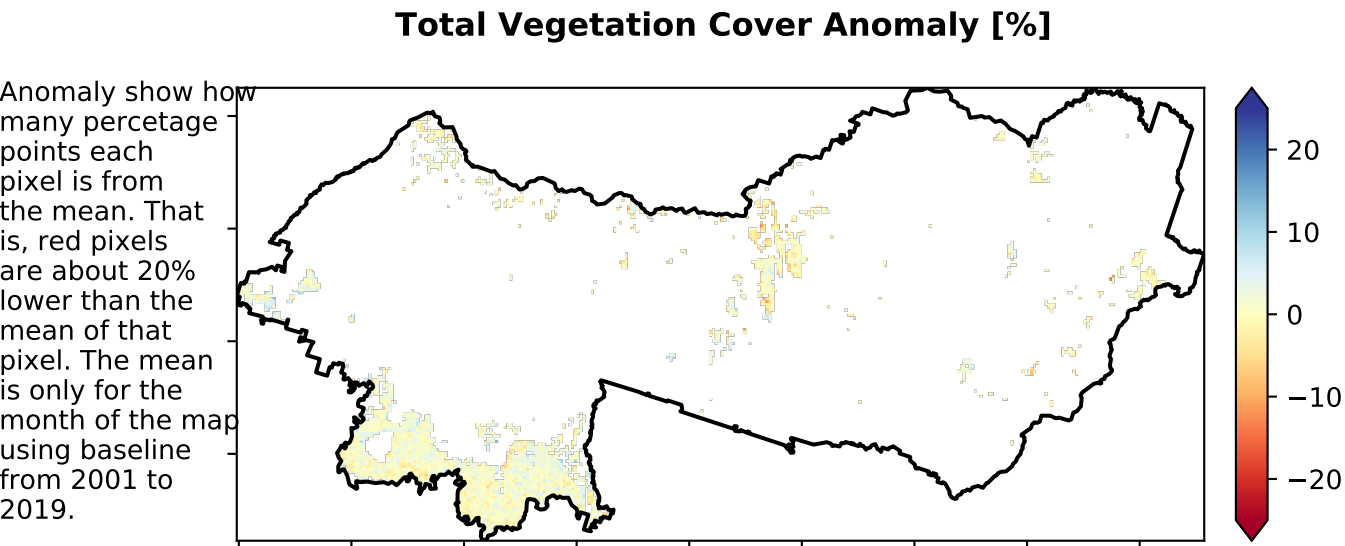 Total Vegetation Cover Anomaly [%]
Anomaly show how
many percetage
points each
pixel is from
the mean. That
is, red pixels
are about 20%
lower than the
mean of that
pixel. The mean
is only for the
month of the map
using baseline
from 2001 to
2019.
20
10
0
−10
−20